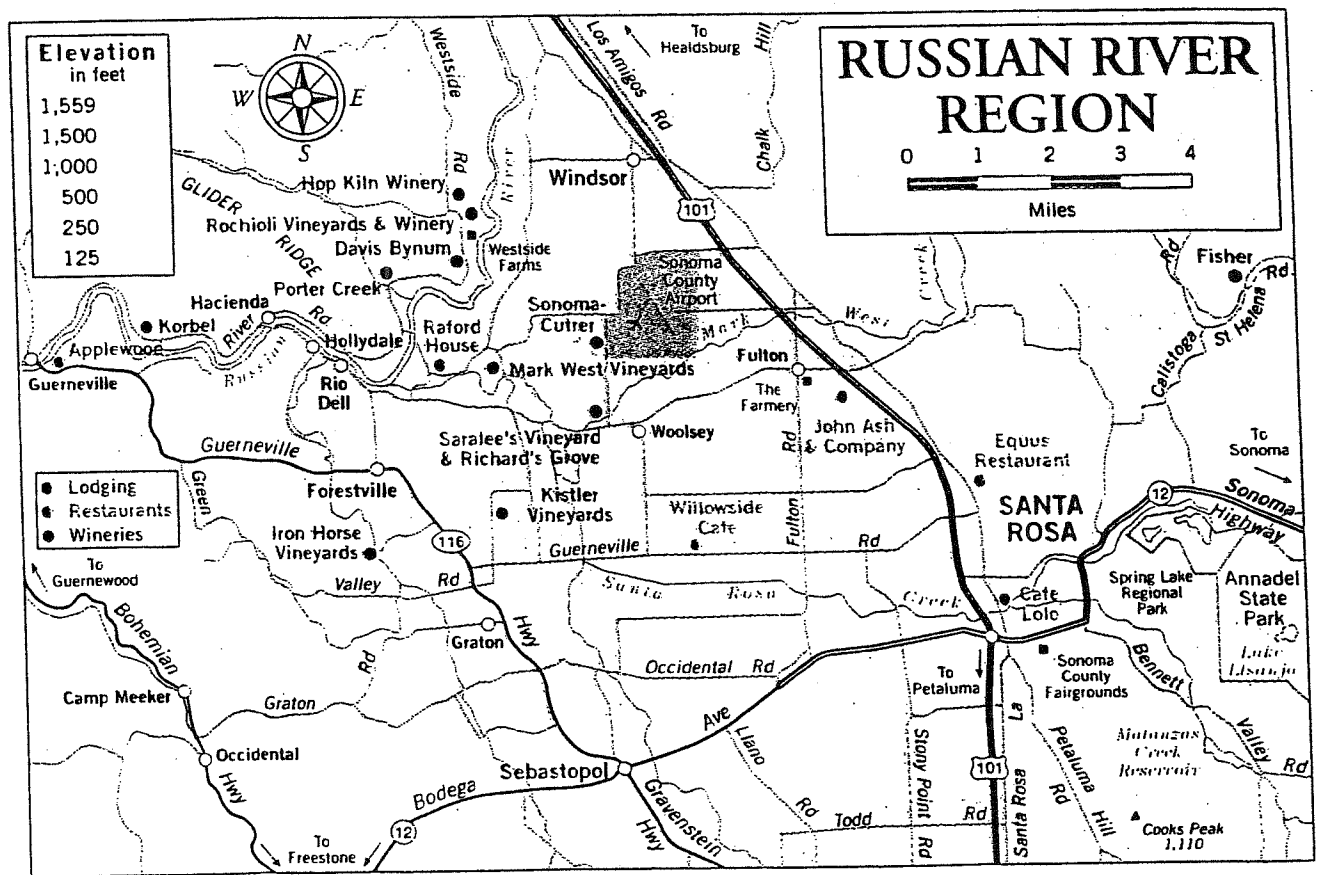 RUSSIAN RIVER
REGION
0 1 2 3 4
Miles
Elevation
in feet
1,559
1,500
1,000
500
250
125
N
W E
S
Westside
Rd
River
Los Amigos
Rd
To
Healdsburg
Chalk
Hill
Windsor
101
GLIDER
RIDGE
Hop Kiln Winery
Rochioli Vineyards & Winery
Davis Bynum
Westside
Farms
Porter Creek
Sonoma
County
Airport
Creek
Rd
Fisher
Rd
St Helena
Calistoga
Hacienda
Korbel
River
Rd
Hollydale
Applewood
Guerneville
Russian
Rio
Dell
Raford
House
Sonoma-
Cutrer
Mark
West
Mark West Vineyards
Fulton
The
Farmery
John Ash
& Company
Saralee's Vineyard
& Richard's Grove
Woolsey
Rd
Equus
Restaurant
To
Sonoma
Guerneville
Forestville
Green
Lodging
Restaurants
Wineries
Kistler
Vineyards
Willowside
Cafe
Fulton
SANTA
ROSA
12
Sonoma
Highway
Iron Horse
Vineyards
116
Guerneville
Rd
To
Guernewood
Valley
Rd
Santa Rosa Creek
Cafe
Lolo
Spring Lake
Regional
Park
Annadel
State
Park
Lake
Ilsanjo
Bohemian
Graton
Hwy
Rd
Occidental Rd
To
Petaluma
Sonoma
County
Fairgrounds
Bennett
Valley
Rd
Camp Meeker
Graton
Occidental
Ave
Llano
Rd
Stony Point
Rd
La
Petaluma
Hill
Rd
Matanzas
Creek
Reservoir
Sebastopol
101
Santa Rosa
Hwy
Bodega
12
Gravenstein
Hwy
Todd Rd
Cooks Peak
1,110
To
Freestone